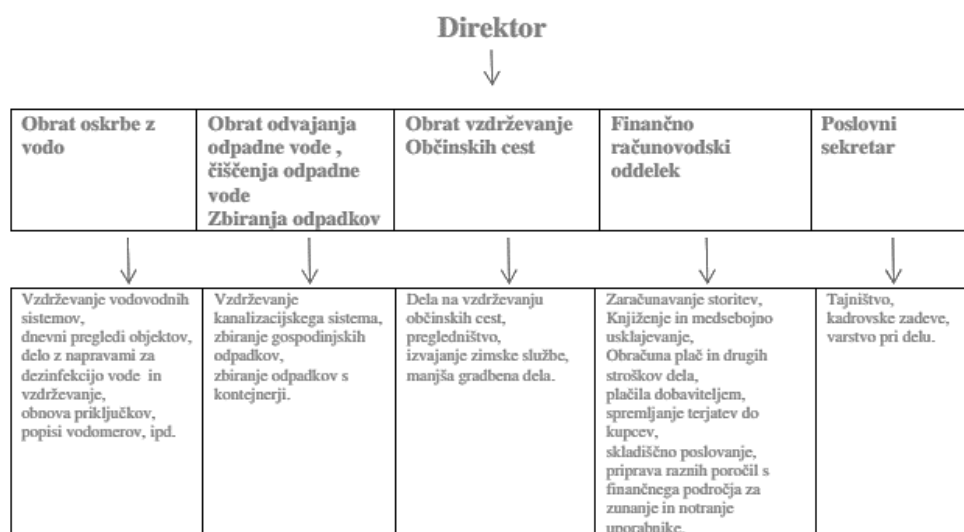 Direktor
Obrat oskrbe z
vodo
Obrat odvajanja
odpadne vode ,
čiščenja odpadne
vode
Zbiranja odpadkov
Obrat vzdrževanje
Občinskih cest
Finančno
računovodski
oddelek
Poslovni
sekretar
Vzdrževanje vodovodnih
sistemov,
dnevni pregledi objektov,
delo z napravami za
dezinfekcijo vode in
vzdrževanje,
obnova priključkov,
popisi vodomerov, ipd.
Vzdrževanje
kanalizacijskega sistema,
zbiranje gospodinjskih
odpadkov,
zbiranje odpadkov s
kontejnerji.
Dela na vzdrževanju
občinskih cest,
pregledništvo,
izvajanje zimske službe,
manjša gradbena dela.
Zaračunavanje storitev,
Knjiženje in medsebojno
usklajevanje,
Obračuna plač in drugih
stroškov dela,
plačila dobaviteljem,
spremljanje terjatev do
kupcev,
skladiščno poslovanje,
priprava raznih poročil s
finančnega področja za
zunanje in notranje
uporabnike.
Tajništvo,
kadrovske zadeve,
varstvo pri delu.